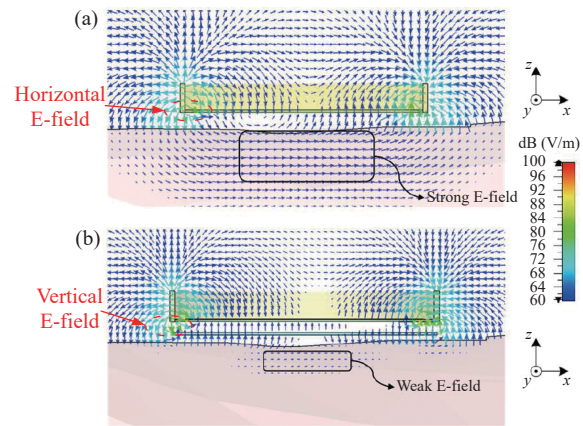 (a)
Horizontal
E-field
Strong E-field
z
y
x
dB (V/m)
100
96
92
88
84
80
76
72
68
64
60
(b)
Vertical
E-field
Weak E-field
z
y
x